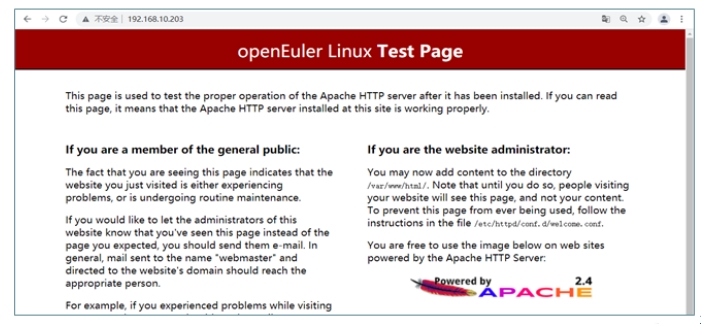 不安全 192.168.10.203
openEuler Linux Test Page
This page is used to test the proper operation of the Apache HTTP server after it has been installed. If you can read
this page, it means that the Apache HTTP server installed at this site is working properly.
If you are a member of the general public:
The fact that you are seeing this page indicates that the
website you just visited is either experiencing
problems, or is undergoing routine maintenance.
If you would like to let the administrators of this
website know that you've seen this page instead of the
page you expected, you should send them e-mail. In
general, mail sent to the name "webmaster" and
directed to the website's domain should reach the
appropriate person.
For example, if you experienced problems while visiting
If you are the website administrator:
You may now add content to the directory
/var/www/html/. Note that until you do so, people visiting
your website will see this page, and not your content.
To prevent this page from ever being used, follow the
instructions in the file /etc/httpd/conf.d/welcome.conf.
You are free to use the image below on web sites
powered by the Apache HTTP Server:
Powered by 2.4
APACHE